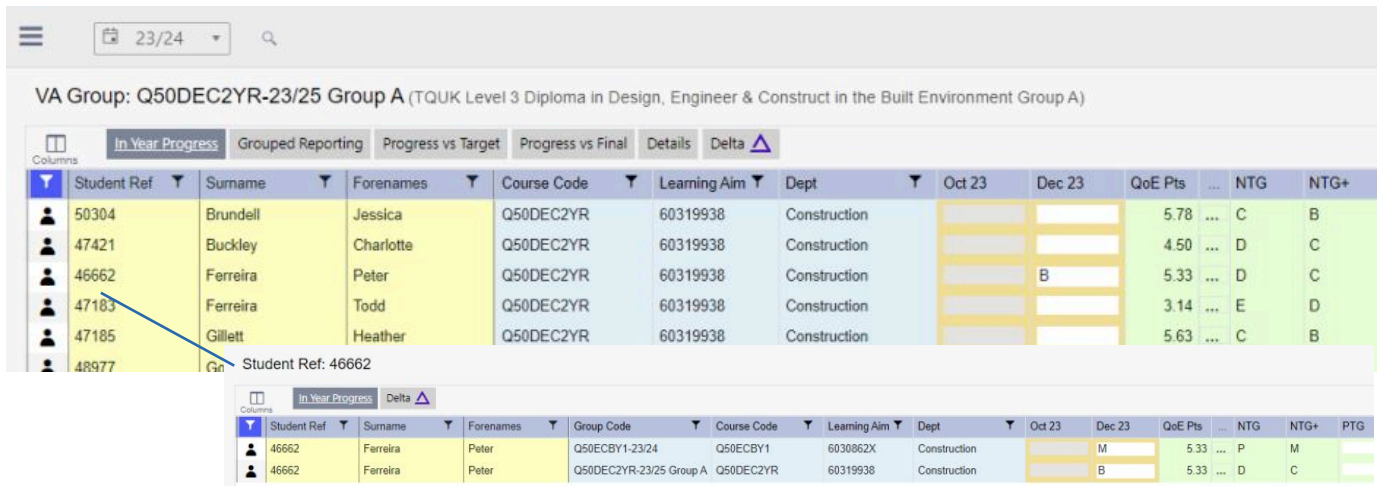 23/24
VA Group: Q50DEC2YR-23/25 Group A (TQUK Level 3 Diploma in Design, Engineer & Construct in the Built Environment Group A)
Columns In Year Progress Grouped Reporting Progress vs Target Progress vs Final Details Delta
Student Ref Surname Forenames Course Code Learning Aim Dept Oct 23 Dec 23 QoE Pts ... NTG NTG+
50304 Brundell Jessica Q50DEC2YR 60319938 Construction 5.78 ... C B
47421 Buckley Charlotte Q50DEC2YR 60319938 Construction 4.50 ... D C
46662 Ferreira Peter Q50DEC2YR 60319938 Construction B 5.33 ... D C
47183 Ferreira Todd Q50DEC2YR 60319938 Construction 3.14 ... E D
47185 Gillett Heather Q50DEC2YR 60319938 Construction 5.63 ... C B
48977
Student Ref: 46662
Columns In Year Progress Delta
Student Ref Surname Forenames Group Code Course Code Learning Aim Dept Oct 23 Dec 23 QoE Pts ... NTG NTG+ PTG
46662 Ferreira Peter Q50ECBY1-23/24 Q50ECBY1 6030862X Construction M 5.33 ... P M
46662 Ferreira Peter Q50DEC2YR-23/25 Group A Q50DEC2YR 60319938 Construction B 5.33 ... D C